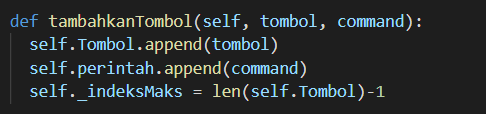 def tambahkanTombol(self, tombol, command):
self.Tombol.append(tombol)
self.perintah.append(command)
self._indeksMaks = len(self.Tombol)-1